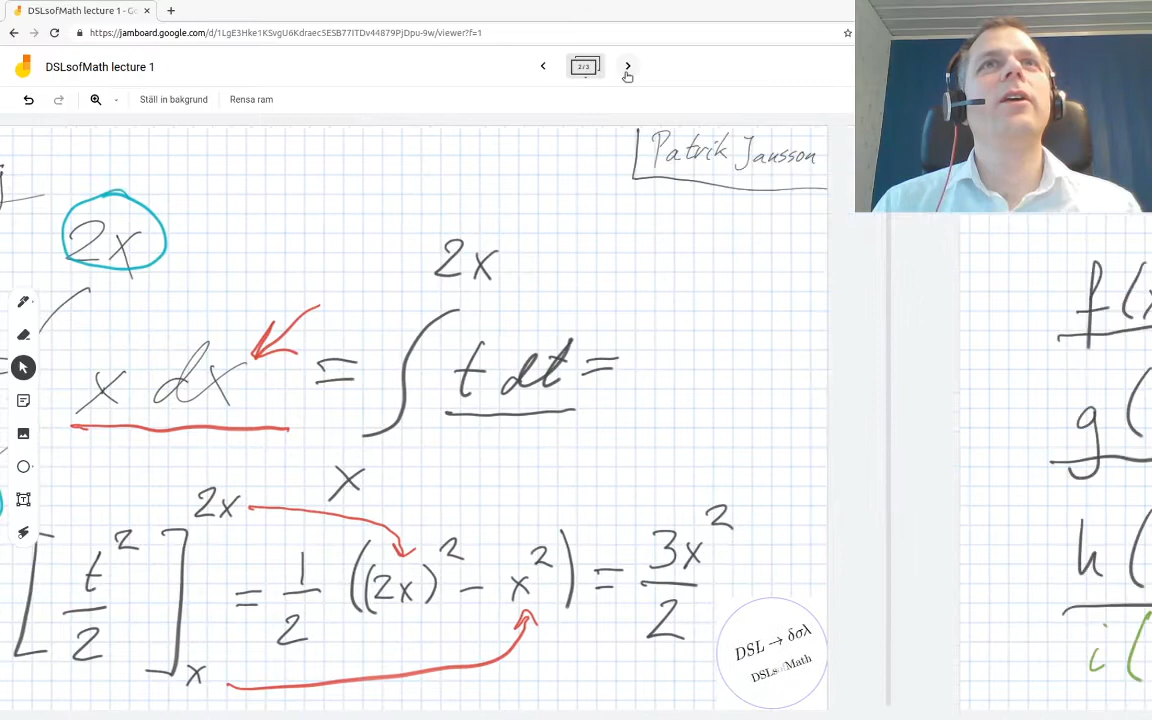 DSLsofMath lecture 1 - G
https://jamboard.google.com/d/1LgE3Hke1KSvgU6Kdraec5ESB77ITDv44879PjDpu-9w/viewer?f=1
DSLsofMath lecture 1
2/3
Ställ in bakgrund Rensa ram
Patrik Jansson
2x
2x
x dx = ∫ t dt =
x
[t²/2] 2x x = 1/2 ((2x)² - x²) = 3x²/2
f(x
g(
h(
i(
DSL → δσλ
DSLsofMath